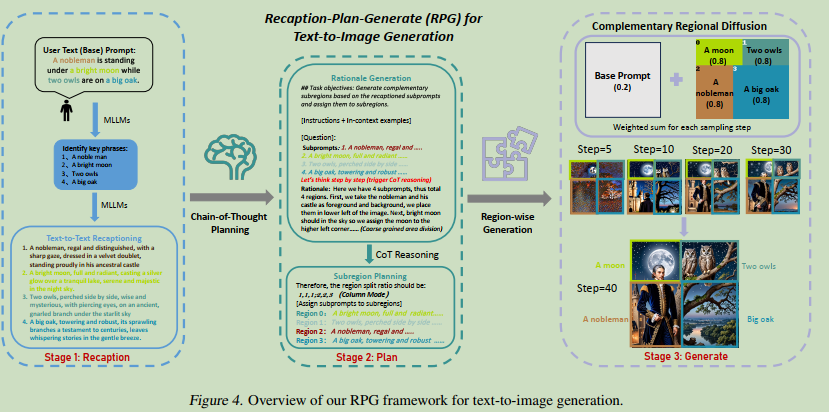 Recaption-Plan-Generate (RPG) for
Text-to-Image Generation
User Text (Base) Prompt:
A nobleman is standing
under a bright moon while
two owls are on a big oak.
MLLMs
Identify key phrases:
1、A noble man
2、A bright moon
3、Two owls
4、A big oak
MLLMs
Text-to-Text Recaptioning
1. A nobleman, regal and distinguished, with a
sharp gaze, dressed in a velvet doublet,
standing proudly in his ancestral castle
2. A bright moon, full and radiant, casting a silver
glow over a tranquil lake, serene and majestic
in the night sky.
3. Two owls, perched side by side, wise and
mysterious, with piercing eyes, on an ancient,
gnarled branch under the starlit sky
4. A big oak, towering and robust, its sprawling
branches a testament to centuries, leaves
whispering stories in the gentle breeze.
Stage 1: Recaption
Chain-of-Thought
Planning
Rationale Generation
## Task objectives: Generate complementary
subregions based on the recaptioned subprompts
and assign them to subregions.
[Instructions + In-context examples]
[Question]:
Subprompts: 1. A nobleman, regal and .....
2. A bright moon, full and radiant .....
3. Two owls, perched side by side .....
4. A big oak, towering and robust .....
Let's think step by step (trigger CoT reasoning)
Rationale: Here we have 4 subprompts, thus total
4 regions. First, we take the nobleman and his
castle as foreground and background, we place
them in lower left of the image. Next, bright moon
should in the sky so we assign the moon to the
higher left corner..... (Coarse grained area division)
CoT Reasoning
Subregion Planning
Therefore, the region split ratio should be:
1,1,1;2,2,3 (Column Mode)
[Assign subprompts to subregions]
Region 0: A bright moon, full and radiant......
Region 1: Two owls, perched side by side .....
Region 2: A nobleman, regal and .....
Region 3: A big oak, towering and robust ......
Stage 2: Plan
Region-wise
Generation
Complementary Regional Diffusion
Base Prompt
(0.2)
0
A moon
(0.8)
1
Two owls
(0.8)
2
A
nobleman
(0.8)
3
A big oak
(0.8)
Weighted sum for each sampling step
Step=5
Step=10
Step=20
Step=30
A moon
Two owls
Step=40
A nobleman
Big oak
Stage 3: Generate
Figure 4. Overview of our RPG framework for text-to-image generation.